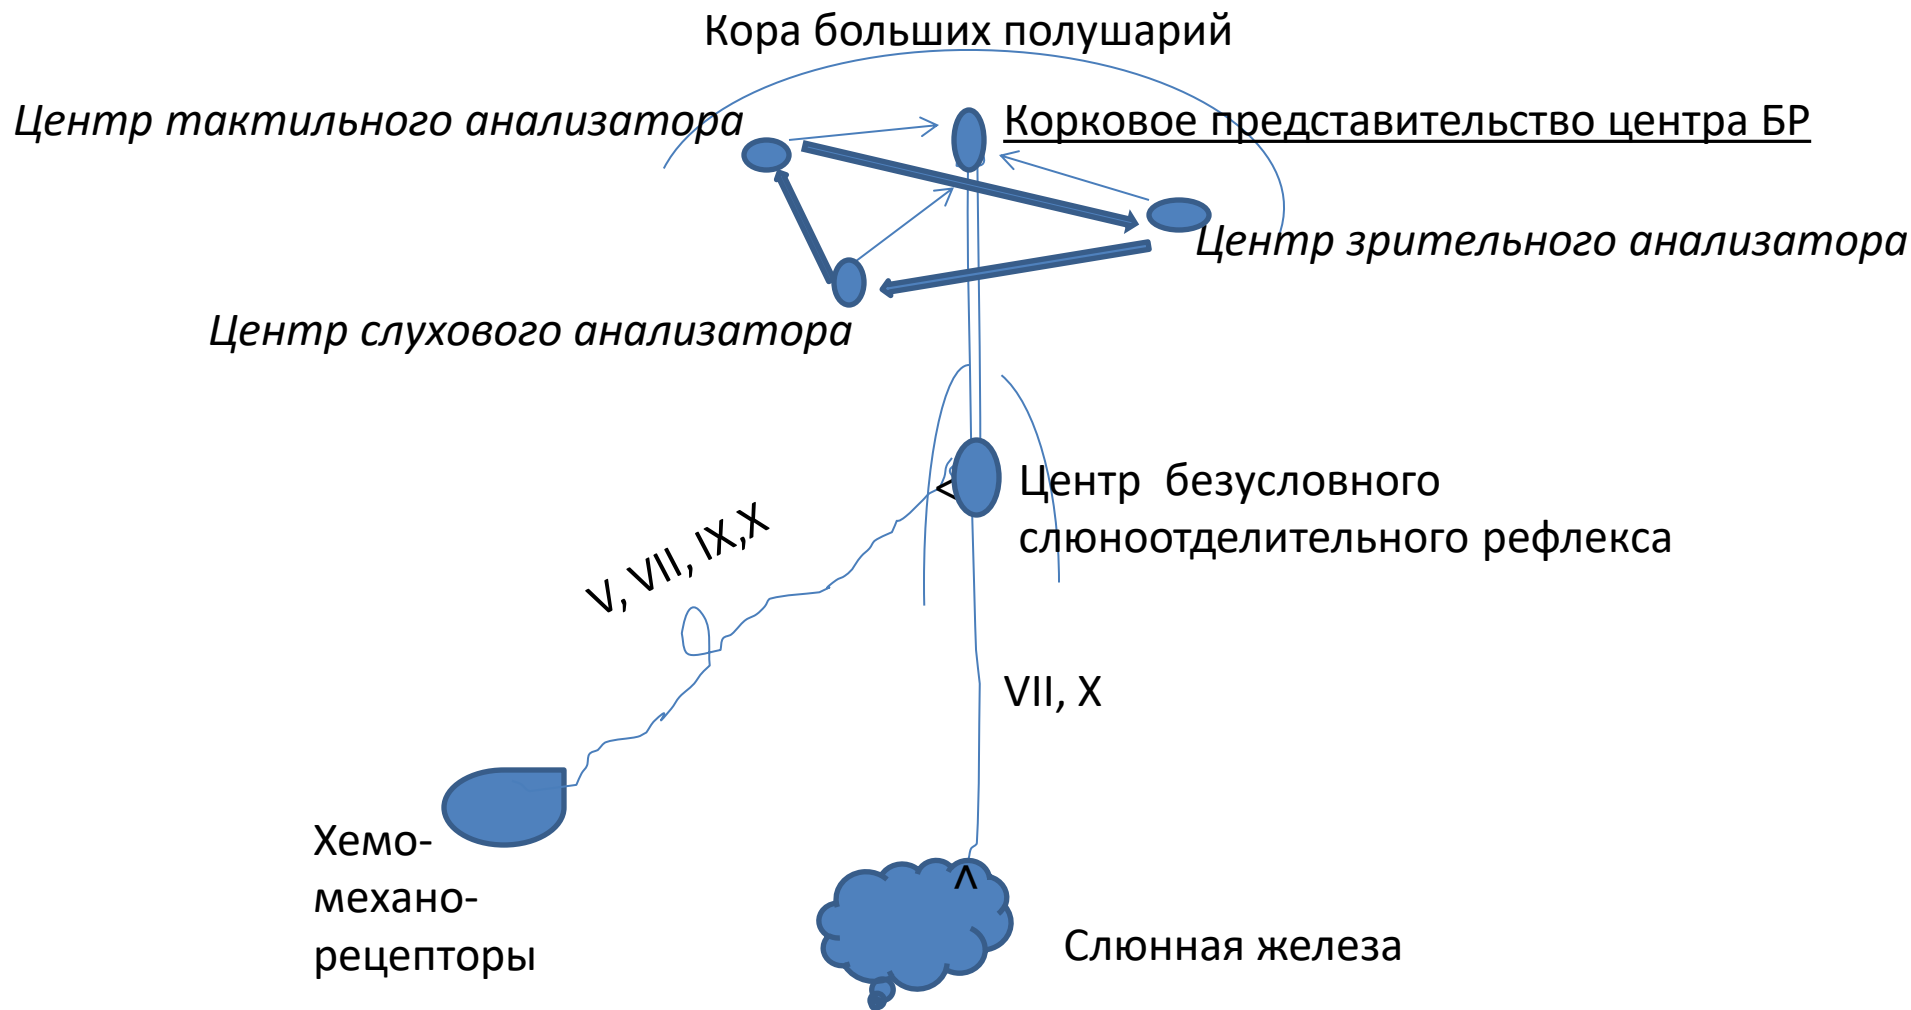 Кора больших полушарий
Центр тактильного анализатора
Корковое представительство центра БР
Центр зрительного анализатора
Центр слухового анализатора
Центр безусловного
слюноотделительного рефлекса
V, VII, IX,X
VII, X
Хемо-
механо-
рецепторы
Слюнная железа